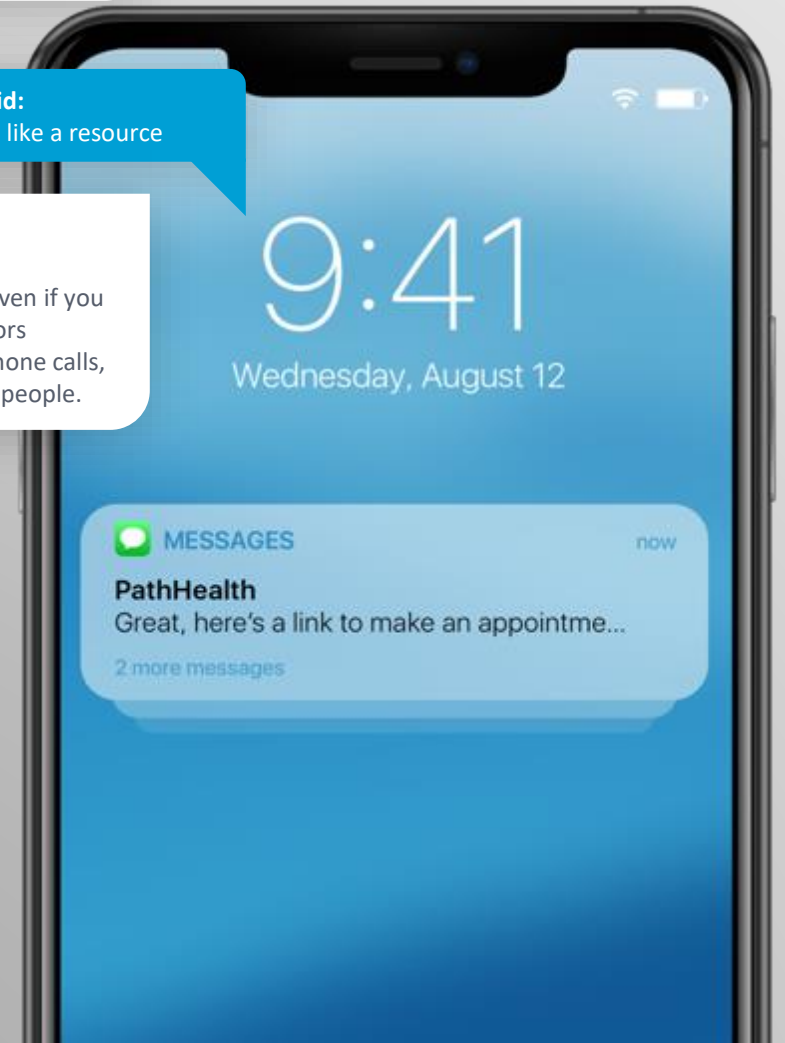 id:
like a resource
ven if you
ors
hone calls,
people.
9:41
Wednesday, August 12
MESSAGES
now
PathHealth
Great, here's a link to make an appointme...
2 more messages